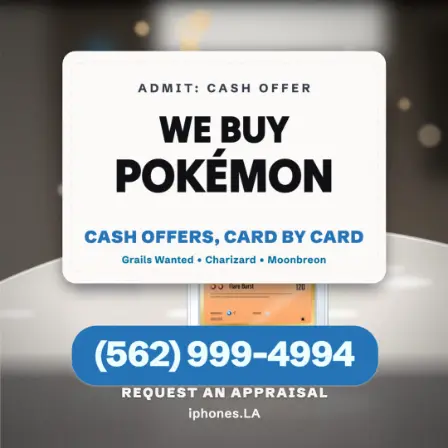 ADMIT: CASH OFFER
WE BUY
POKÉMON
CASH OFFERS, CARD BY CARD
Grails Wanted • Charizard • Moonbreon
(562) 999-4994
REQUEST AN APPRAISAL
iphones.LA